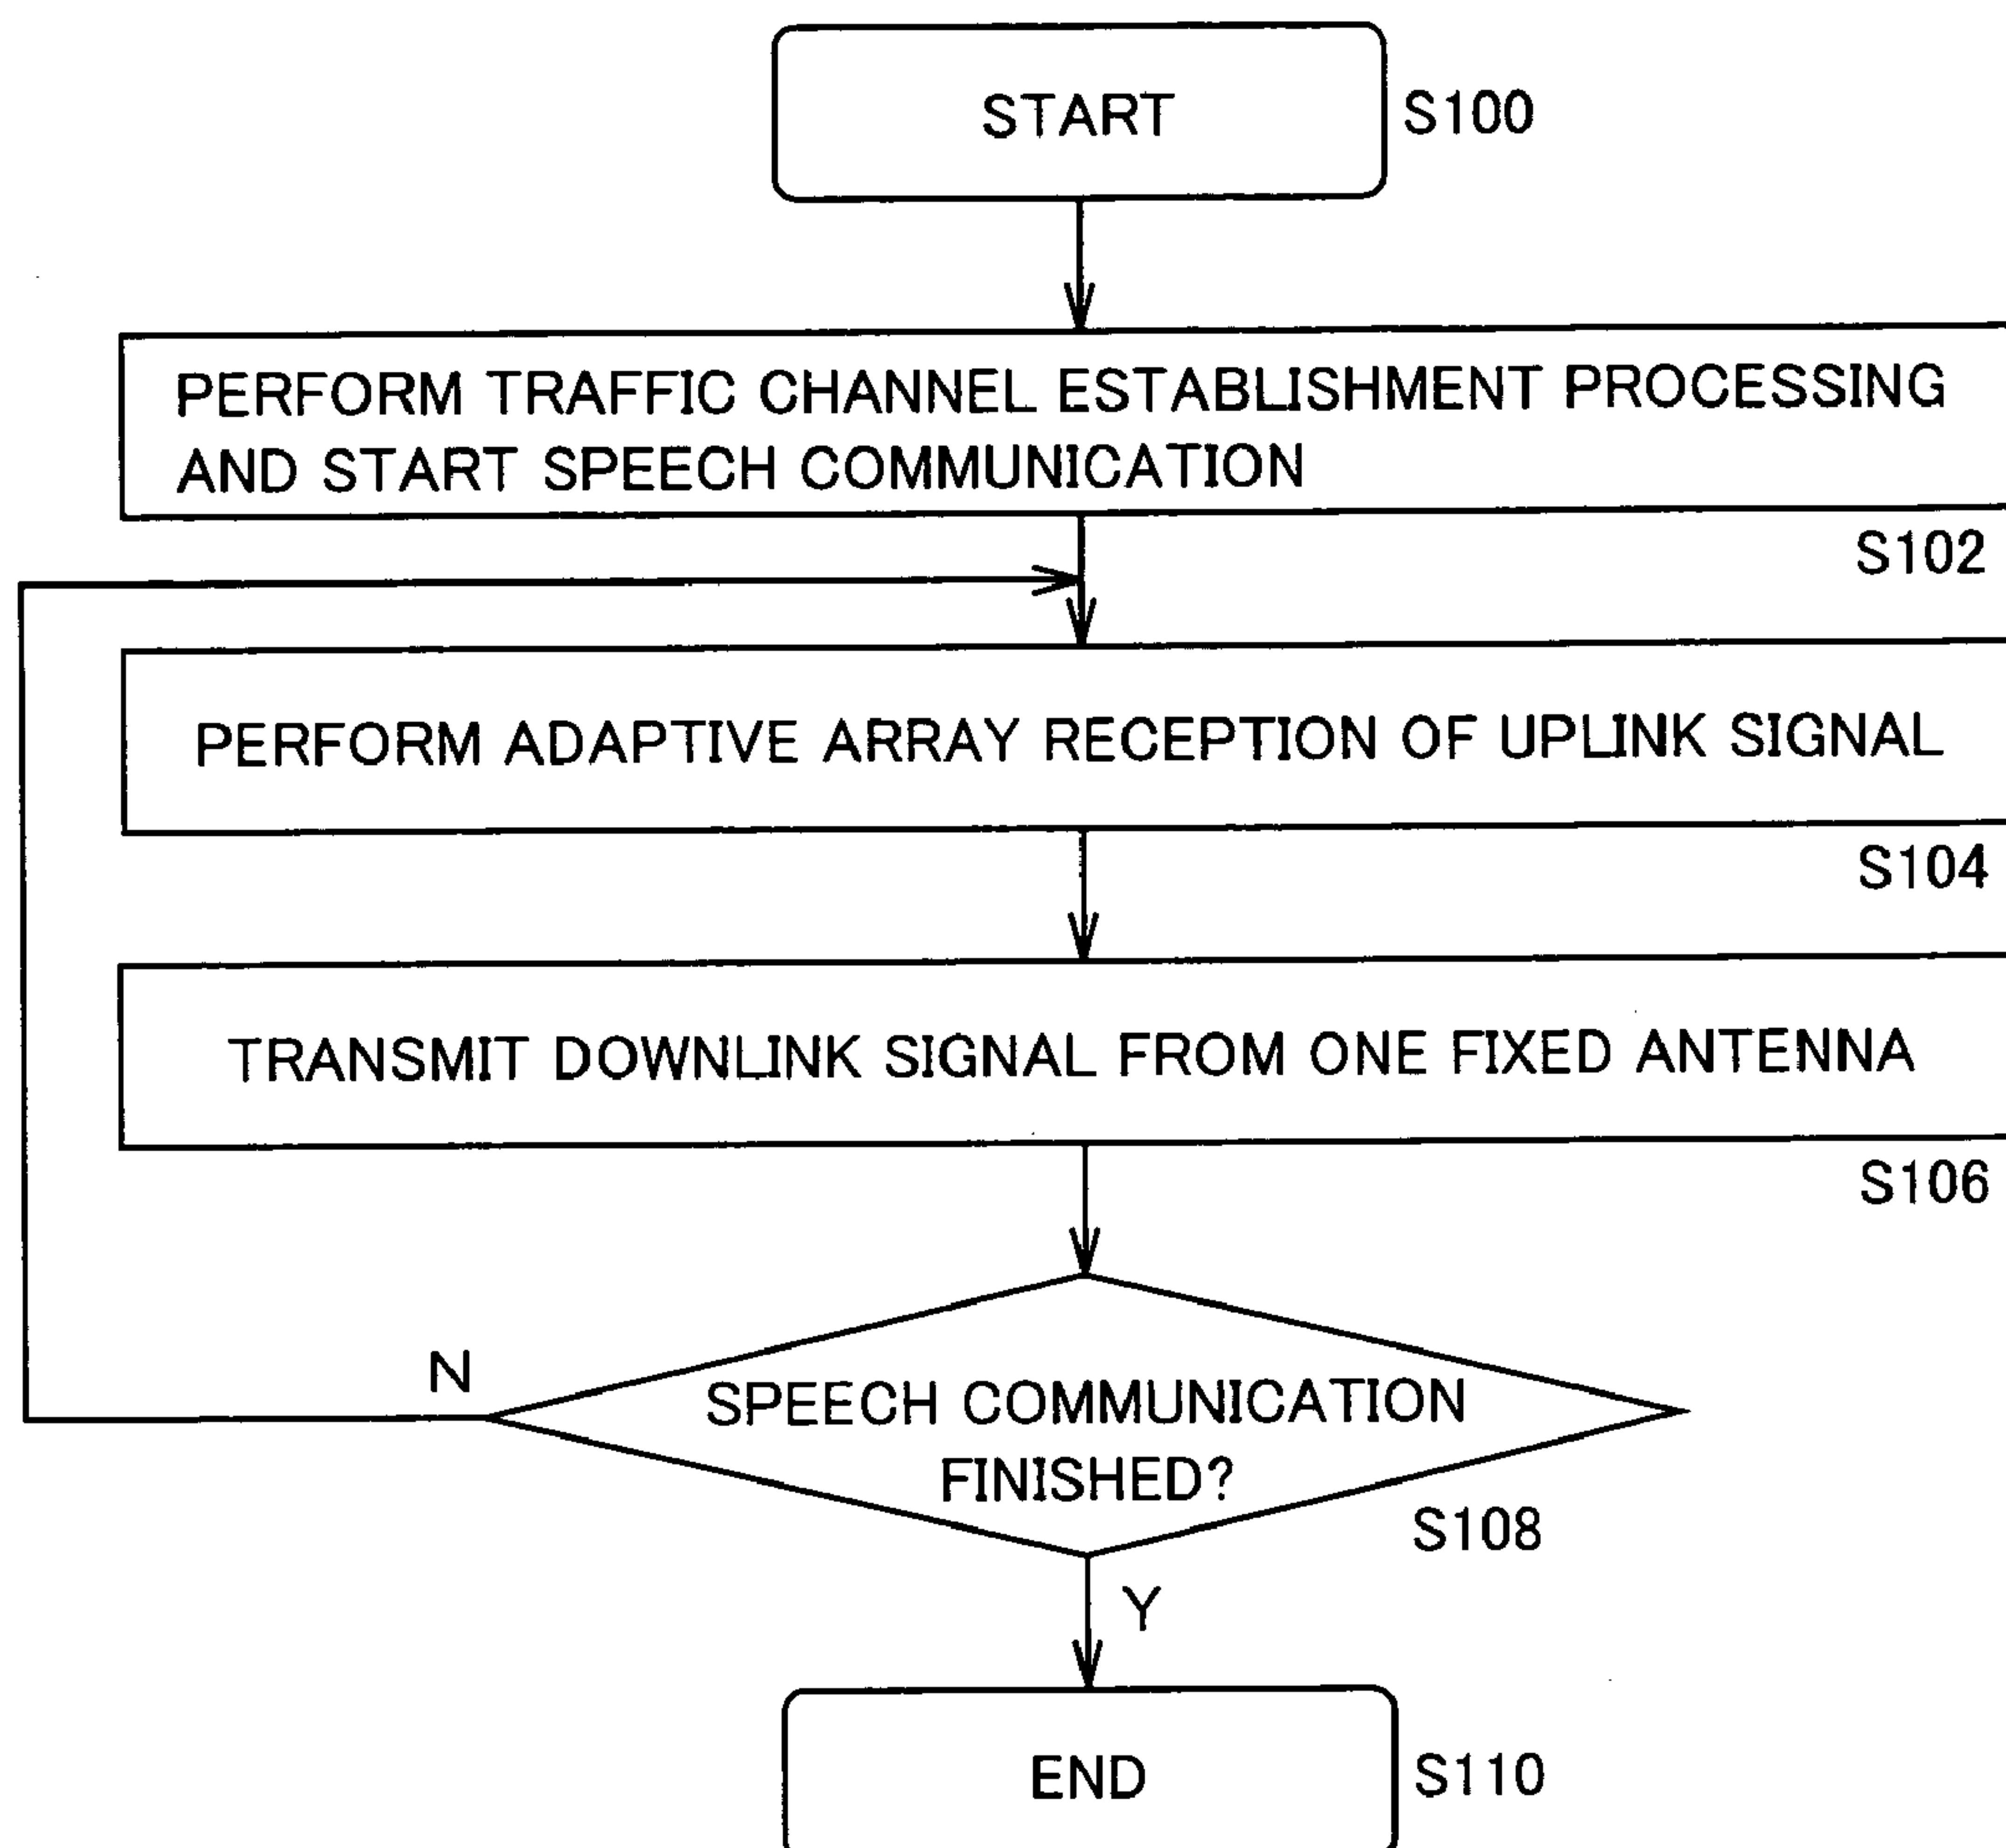 START
S100
PERFORM TRAFFIC CHANNEL ESTABLISHMENT PROCESSING
AND START SPEECH COMMUNICATION
S102
PERFORM ADAPTIVE ARRAY RECEPTION OF UPLINK SIGNAL
S104
TRANSMIT DOWNLINK SIGNAL FROM ONE FIXED ANTENNA
S106
N
SPEECH COMMUNICATION
FINISHED?
S108
Y
END
S110